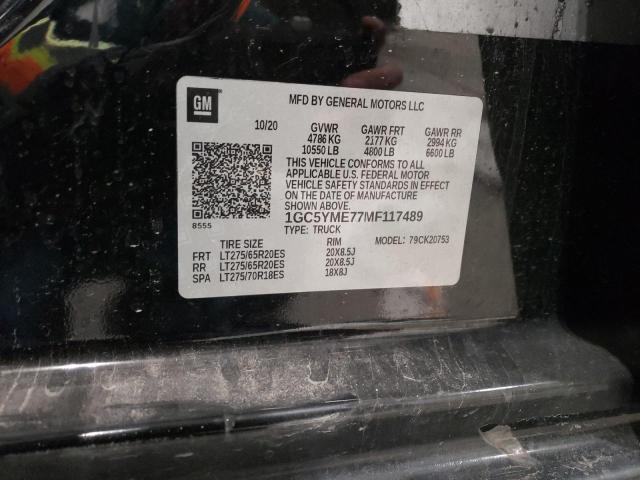 GM
MFD BY GENERAL MOTORS LLC
10/20 GVWR GAWR FRT GAWR RR
4786 KG 2177 KG 2994 KG
10550 LB 4800 LB 6600 LB
THIS VEHICLE CONFORMS TO ALL
APPLICABLE U.S. FEDERAL MOTOR
VEHICLE SAFETY STANDARDS IN EFFECT
ON THE DATE OF MANUFACTURE
SHOWN ABOVE.
8555
1GC5YME77MF117489
TYPE: TRUCK
TIRE SIZE RIM MODEL: 79CK20753
FRT LT275/65R20ES 20X8.5J
RR LT275/65R20ES 20X8.5J
SPA LT275/70R18ES 18X8J